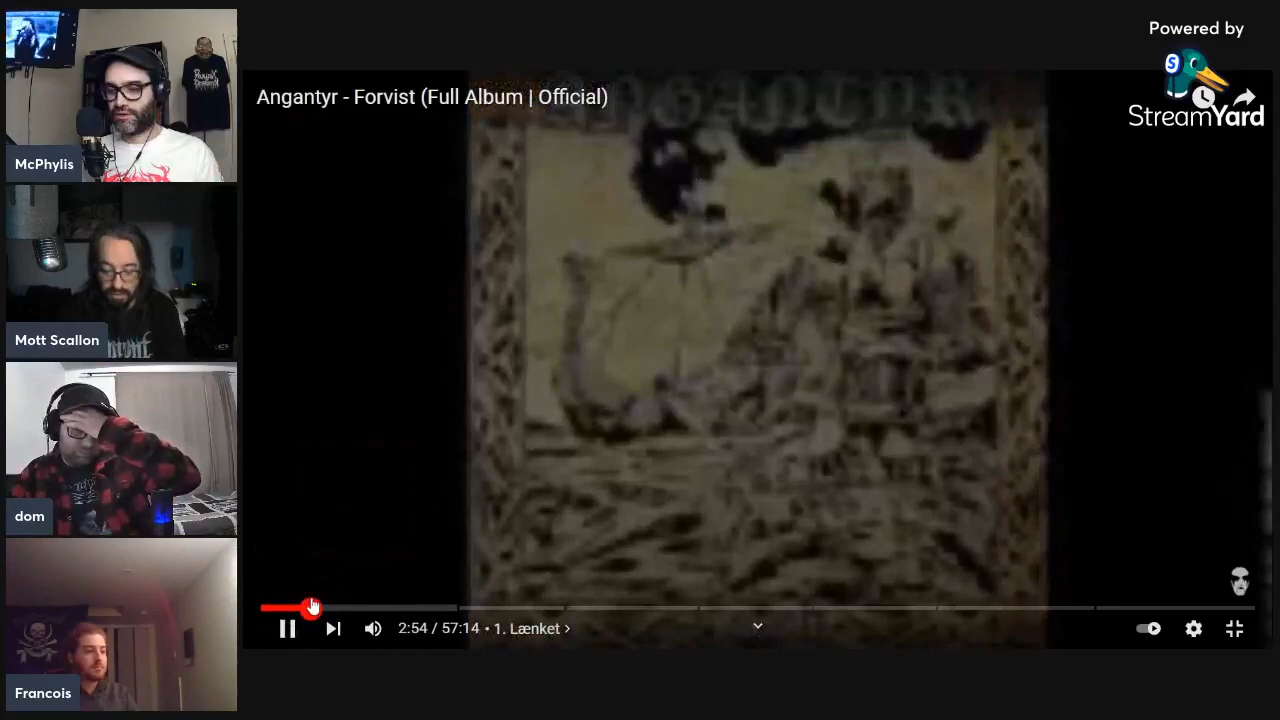 Powered by
StreamYard
Angantyr - Forvist (Full Album | Official)
McPhylis
Mott Scallon
dom
Francois
2:54 / 57:14 • 1. Lænket ›